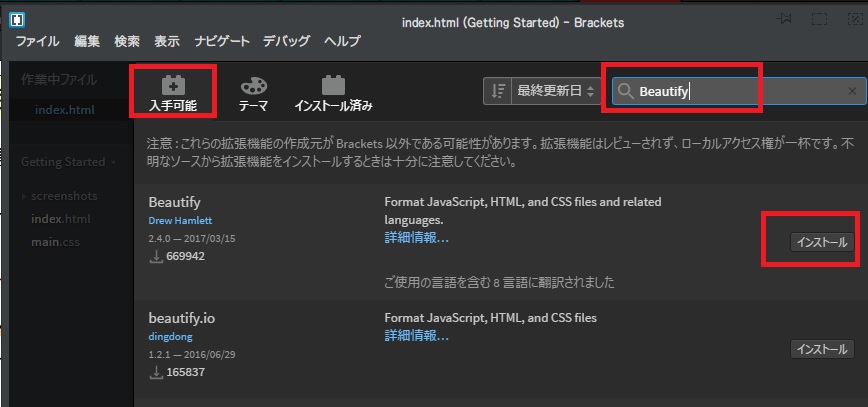 index.html (Getting Started) - Brackets
ファイル 編集 検索 表示 ナビゲート デバッグ ヘルプ
作業中ファイル
index.html
Getting Started
screenshots
index.html
main.css
入手可能 テーマ インストール済み 最終更新日 Beautify ×
注意 : これらの拡張機能の作成元が Brackets 以外である可能性があります。拡張機能はレビューされず、ローカルアクセス権が一杯です。不
明なソースから拡張機能をインストールするときは十分に注意してください。
Beautify
Drew Hamlett
2.4.0 — 2017/03/15
669942
Format JavaScript, HTML, and CSS files and related
languages.
詳細情報...
ご使用の言語を含む 8 言語に翻訳されました
インストール
beautify.io
dingdong
1.2.1 — 2016/06/29
165837
Format JavaScript, HTML, and CSS files
詳細情報...
インストール